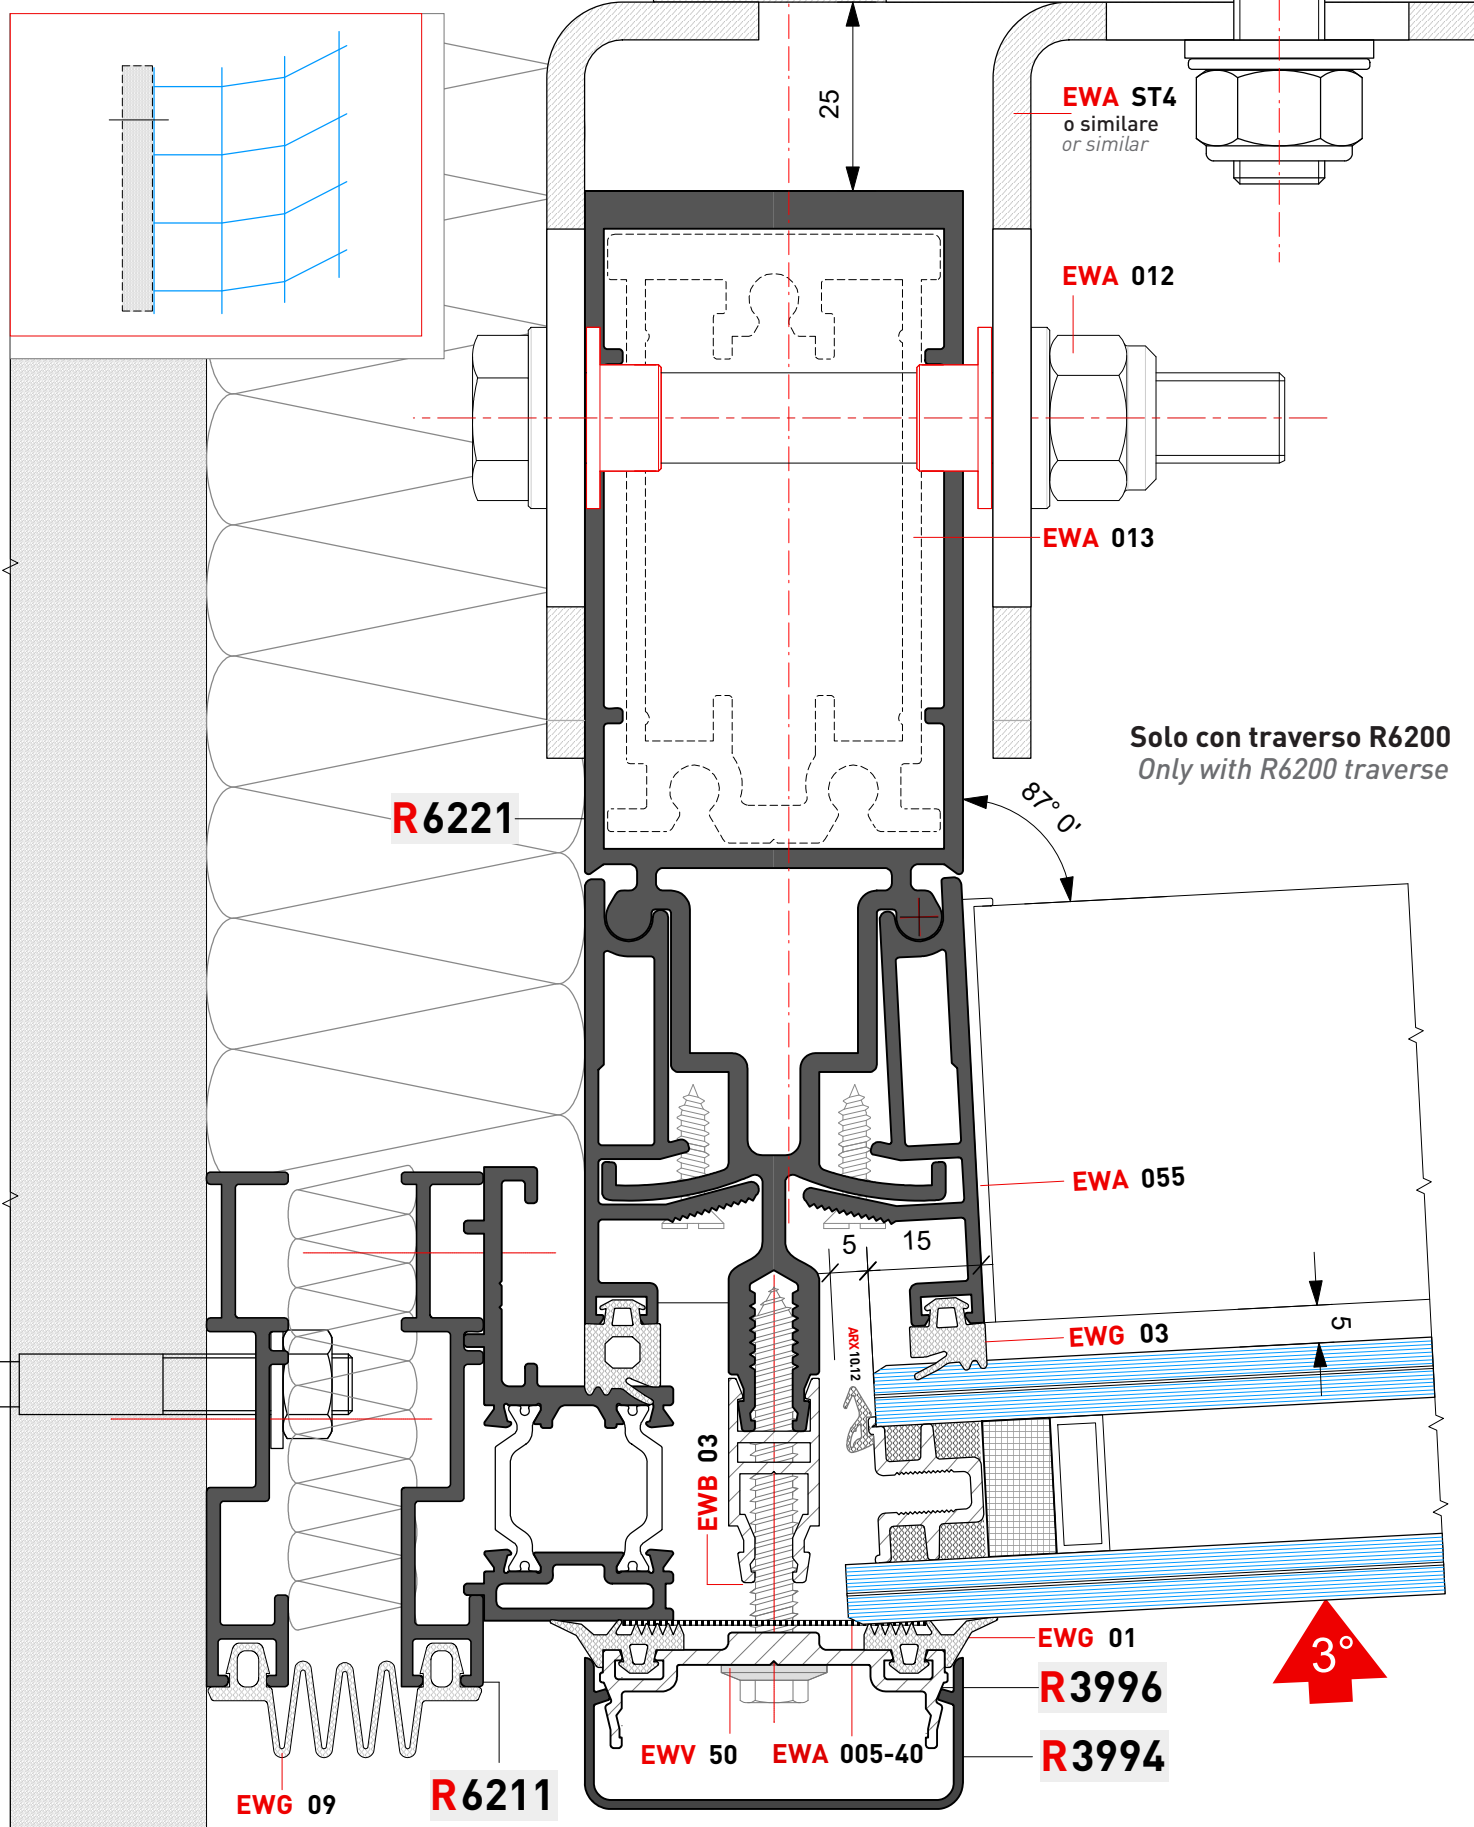 25
EWA ST4
o similare
or similar
EWA 012
EWA 013
Solo con traverso R6200
Only with R6200 traverse
87° 0'
R6221
EWA 055
5
15
5
ARX10.12
EWG 03
EWB 03
EWG 01
3°
R3996
EWV 50
EWA 005-40
R3994
R6211
EWG 09